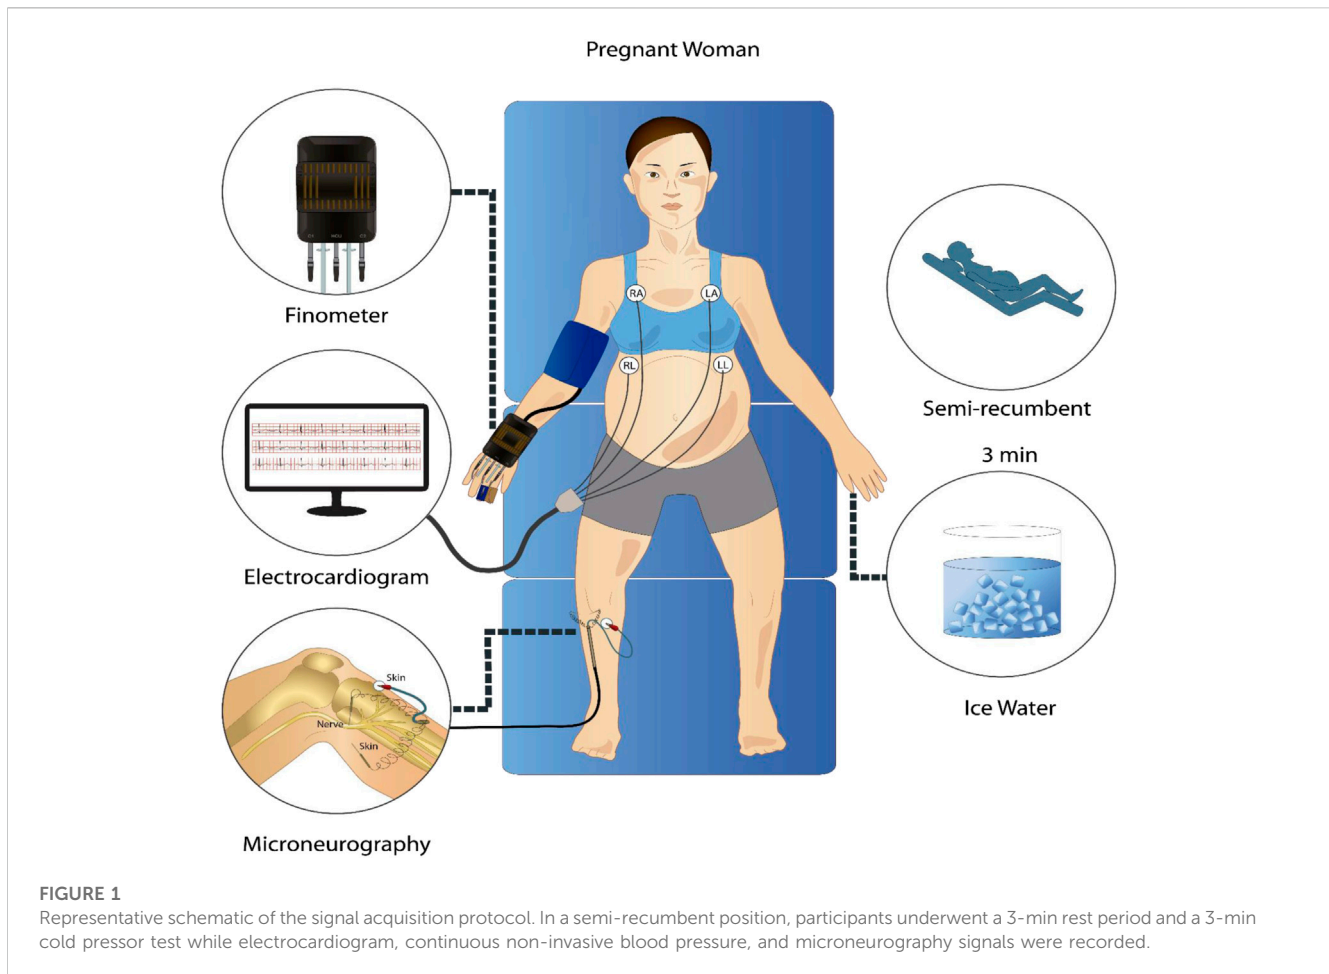 Pregnant Woman
Finometer
RA
LA
RL
LL
Semi-recumbent
3 min
Electrocardiogram
Skin
Nerve
Skin
Ice Water
Microneurography
FIGURE 1
Representative schematic of the signal acquisition protocol. In a semi-recumbent position, participants underwent a 3-min rest period and a 3-min
cold pressor test while electrocardiogram, continuous non-invasive blood pressure, and microneurography signals were recorded.